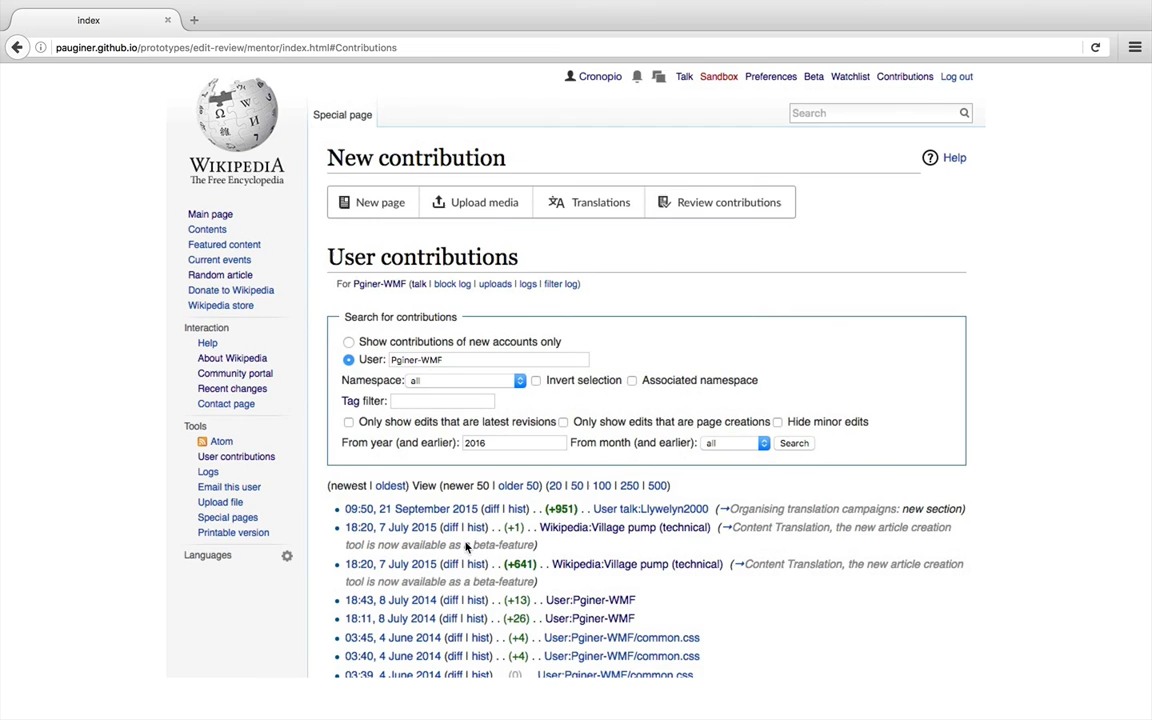 index
pauginer.github.io/prototypes/edit-review/mentor/index.html#Contributions
Cronopio Talk Sandbox Preferences Beta Watchlist Contributions Log out
Special page
Search
WIKIPEDIA
The Free Encyclopedia
Main page
Contents
Featured content
Current events
Random article
Donate to Wikipedia
Wikipedia store
Interaction
Help
About Wikipedia
Community portal
Recent changes
Contact page
Tools
Atom
User contributions
Logs
Email this user
Upload file
Special pages
Printable version
Languages
New contribution
Help
New page Upload media Translations Review contributions
User contributions
For Pginer-WMF (talk | block log | uploads | logs | filter log)
Search for contributions
Show contributions of new accounts only
User: Pginer-WMF
Namespace: all Invert selection Associated namespace
Tag filter:
Only show edits that are latest revisions Only show edits that are page creations Hide minor edits
From year (and earlier): 2016 From month (and earlier): all Search
(newest | oldest) View (newer 50 | older 50) (20 | 50 | 100 | 250 | 500)
09:50, 21 September 2015 (diff | hist) . . (+951) . . User talk:Llywelyn2000 (→Organising translation campaigns: new section)
18:20, 7 July 2015 (diff | hist) . . (+1) . . Wikipedia:Village pump (technical) (→Content Translation, the new article creation
tool is now available as a beta-feature)
18:20, 7 July 2015 (diff | hist) . . (+641) . . Wikipedia:Village pump (technical) (→Content Translation, the new article creation
tool is now available as a beta-feature)
18:43, 8 July 2014 (diff | hist) . . (+13) . . User:Pginer-WMF
18:11, 8 July 2014 (diff | hist) . . (+26) . . User:Pginer-WMF
03:45, 4 June 2014 (diff | hist) . . (+4) . . User:Pginer-WMF/common.css
03:40, 4 June 2014 (diff | hist) . . (+4) . . User:Pginer-WMF/common.css
03:39, 4 June 2014 (diff | hist) . . (0) . . User:Pginer-WMF/common.css